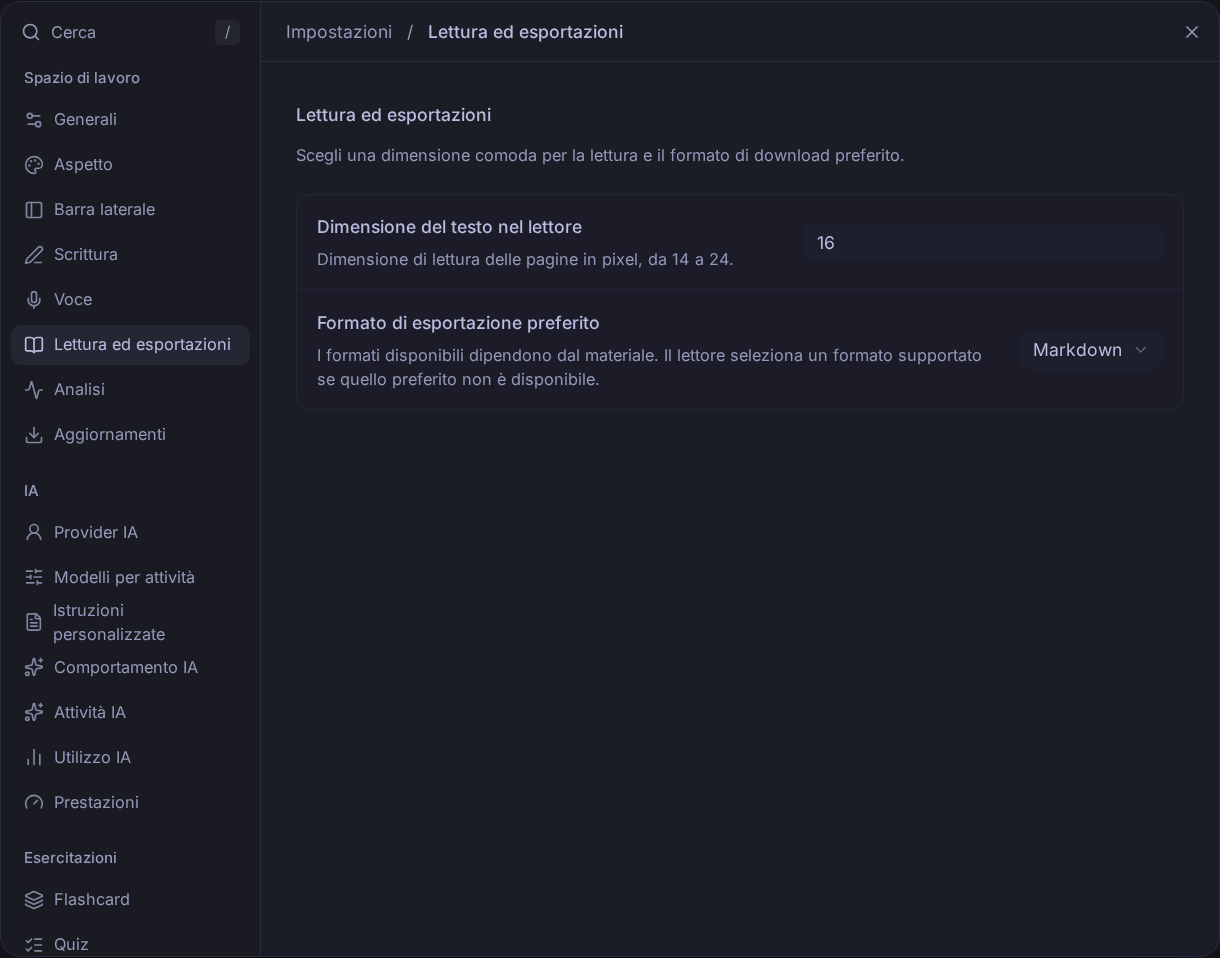 Cerca
/
Spazio di lavoro
Generali
Aspetto
Barra laterale
Scrittura
Voce
Lettura ed esportazioni
Analisi
Aggiornamenti
IA
Provider IA
Modelli per attività
Istruzioni
personalizzate
Comportamento IA
Attività IA
Utilizzo IA
Prestazioni
Esercitazioni
Flashcard
Quiz
Impostazioni / Lettura ed esportazioni
Lettura ed esportazioni
Scegli una dimensione comoda per la lettura e il formato di download preferito.
Dimensione del testo nel lettore
Dimensione di lettura delle pagine in pixel, da 14 a 24.
16
Formato di esportazione preferito
I formati disponibili dipendono dal materiale. Il lettore seleziona un formato supportato
se quello preferito non è disponibile.
Markdown